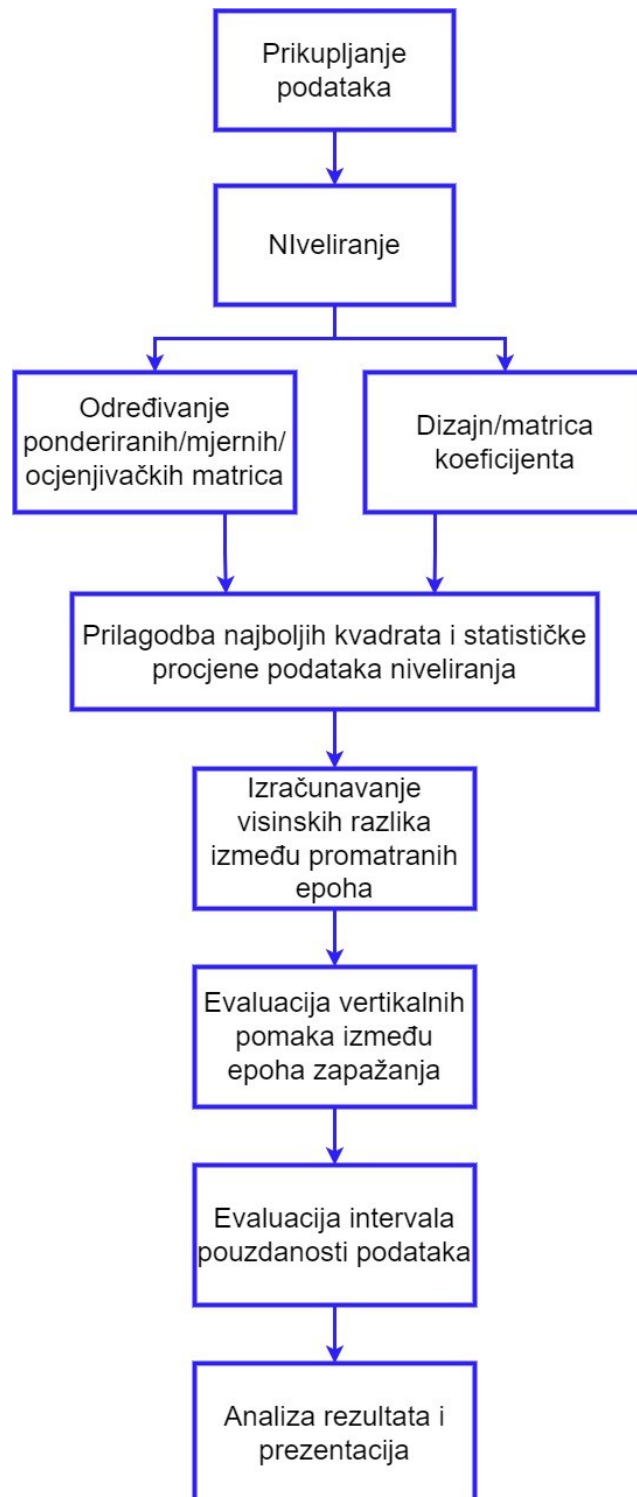 Prikupljanje
podataka
NIveliranje
Određivanje
ponderiranih/mjernih/
ocjenjivačkih matrica
Dizajn/matrica
koeficijenta
Prilagodba najboljih kvadrata i statističke
procjene podataka niveliranja
Izračunavanje
visinskih razlika
između promatranih
epoha
Evaluacija vertikalnih
pomaka između
epoha zapažanja
Evaluacija intervala
pouzdanosti podataka
Analiza rezultata i
prezentacija